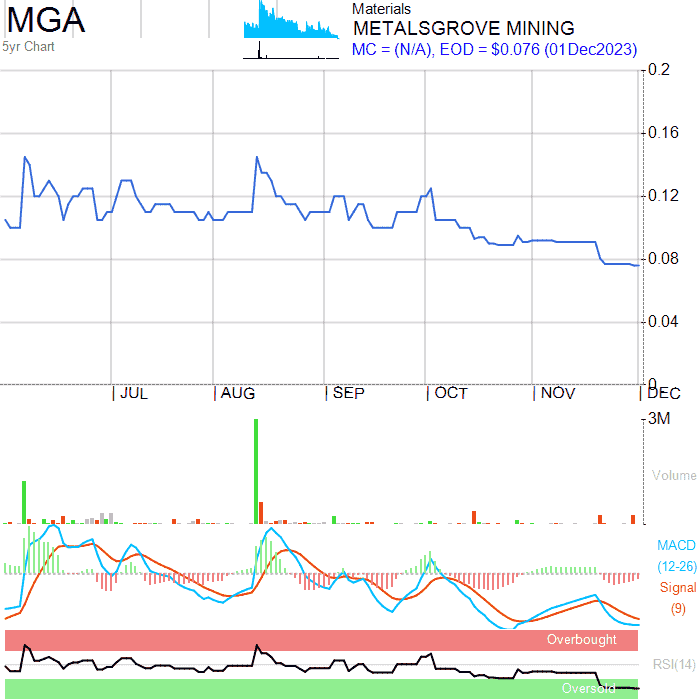 MGA
5yr Chart
Materials
METALSGROVE MINING
MC = (N/A), EOD = $0.076 (01Dec2023)
0.2
0.16
0.12
0.08
0.04
0
| JUL | AUG | SEP | OCT | NOV | DEC
3M
Volume
MACD
(12-26)
Signal
(9)
Overbought
RSI(14)
Oversold